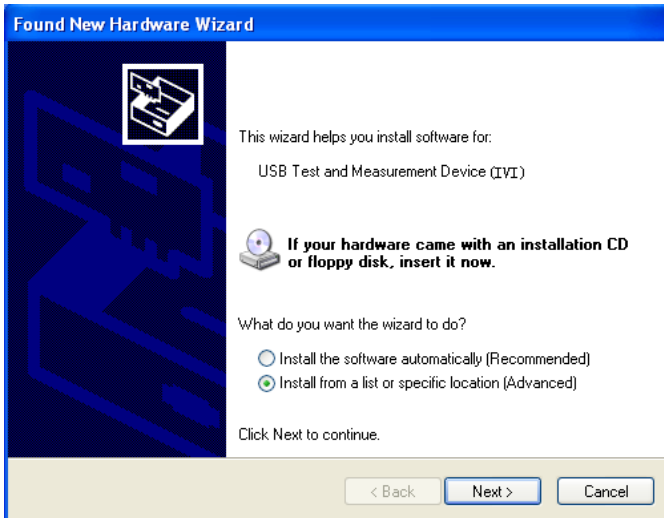 Found New Hardware Wizard
This wizard helps you install software for:
USB Test and Measurement Device (IVI)
If your hardware came with an installation CD
or floppy disk, insert it now.
What do you want the wizard to do?
Install the software automatically (Recommended)
Install from a list or specific location (Advanced)
Click Next to continue.
< Back Next > Cancel